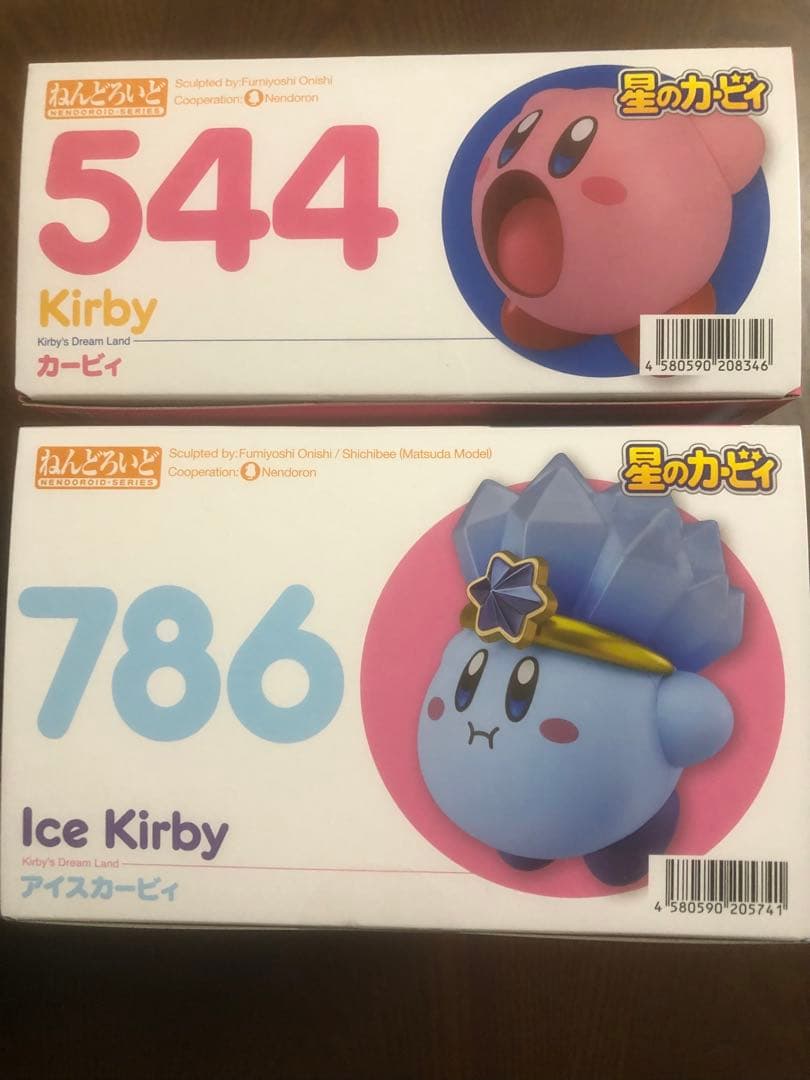 ねんどろいど
NENDOROID-SERIES
Sculpted by:Fumiyoshi Onishi
Cooperation: Nendoron
星のカービィ
544
Kirby
Kirby's Dream Land
カービィ
4 580590 208346
ねんどろいど
NENDOROID-SERIES
Sculpted by:Fumiyoshi Onishi / Shichibee (Matsuda Model)
Cooperation: Nendoron
星のカービィ
786
Ice Kirby
Kirby's Dream Land
アイスカービィ
4 580590 205741